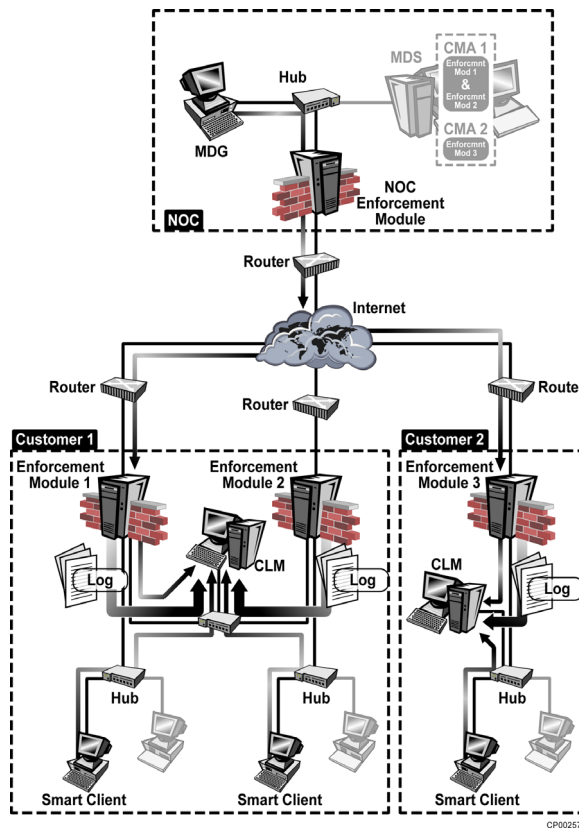 CMA 1
MDS
Enforcmnt
Mod 1
&
Enforcmnt
Mod 2
Hub
CMA 2
Enforcmnt
Mod 3
MDG
NOC
Enforcement
Module
NOC
Router
Internet
Router
Router
Route
Customer 1
Customer 2
Enforcement
Module 1
Enforcement
Module 2
Enforcement
Module 3
CLM
CLM
Log
Log
Log
Hub
Hub
Hub
Smart Client
Smart Client
Smart Client
CP00257